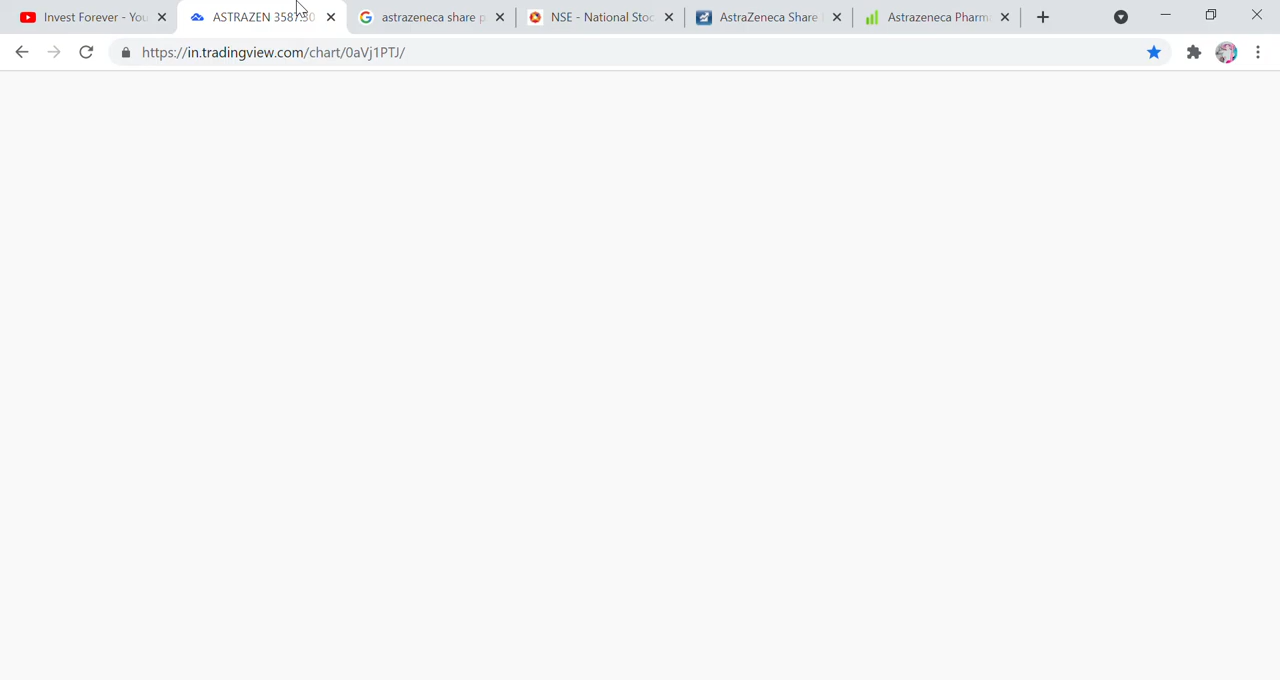 Invest Forever - You
ASTRAZEN 3587.30
astrazeneca share p
NSE - National Stoc
AstraZeneca Share
Astrazeneca Pharm
https://in.tradingview.com/chart/0aVj1PTJ/